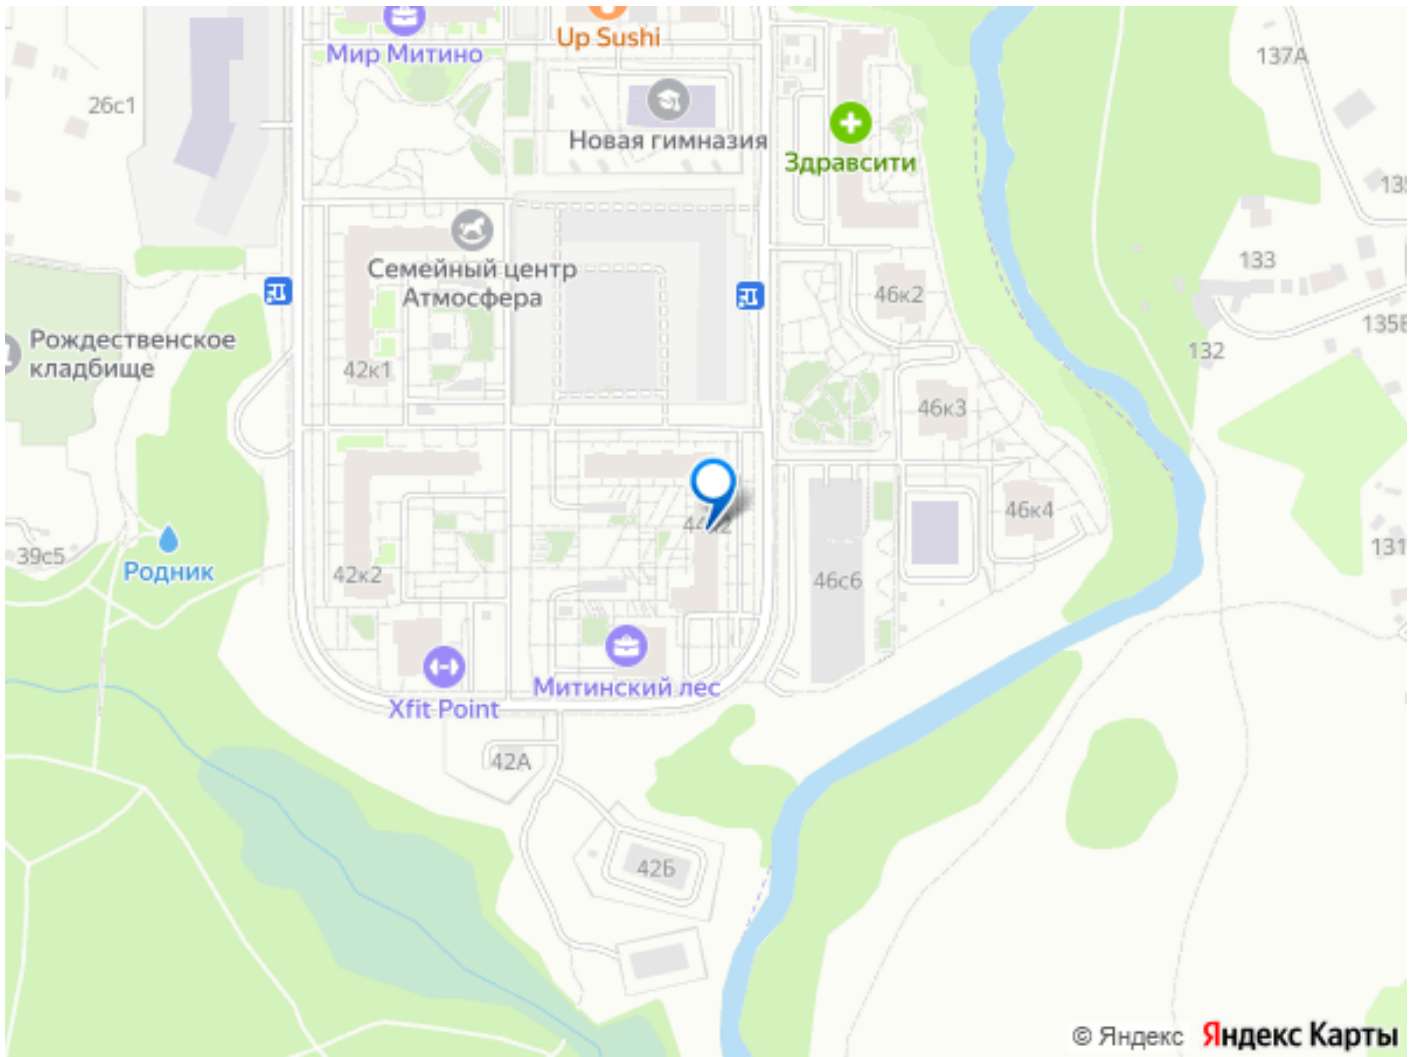 Up Sushi
Мир Митино
137А
26с1
Новая гимназия
Здравсити
Семейный центр
Атмосфера
133
46к2
Рождественское
кладбище
132
42к1
46к3
46к4
39с5
Родник
42к2
46с6
131
Митинский лес
Xfit Point
42А
42Б
© Яндекс Яндекс Карты